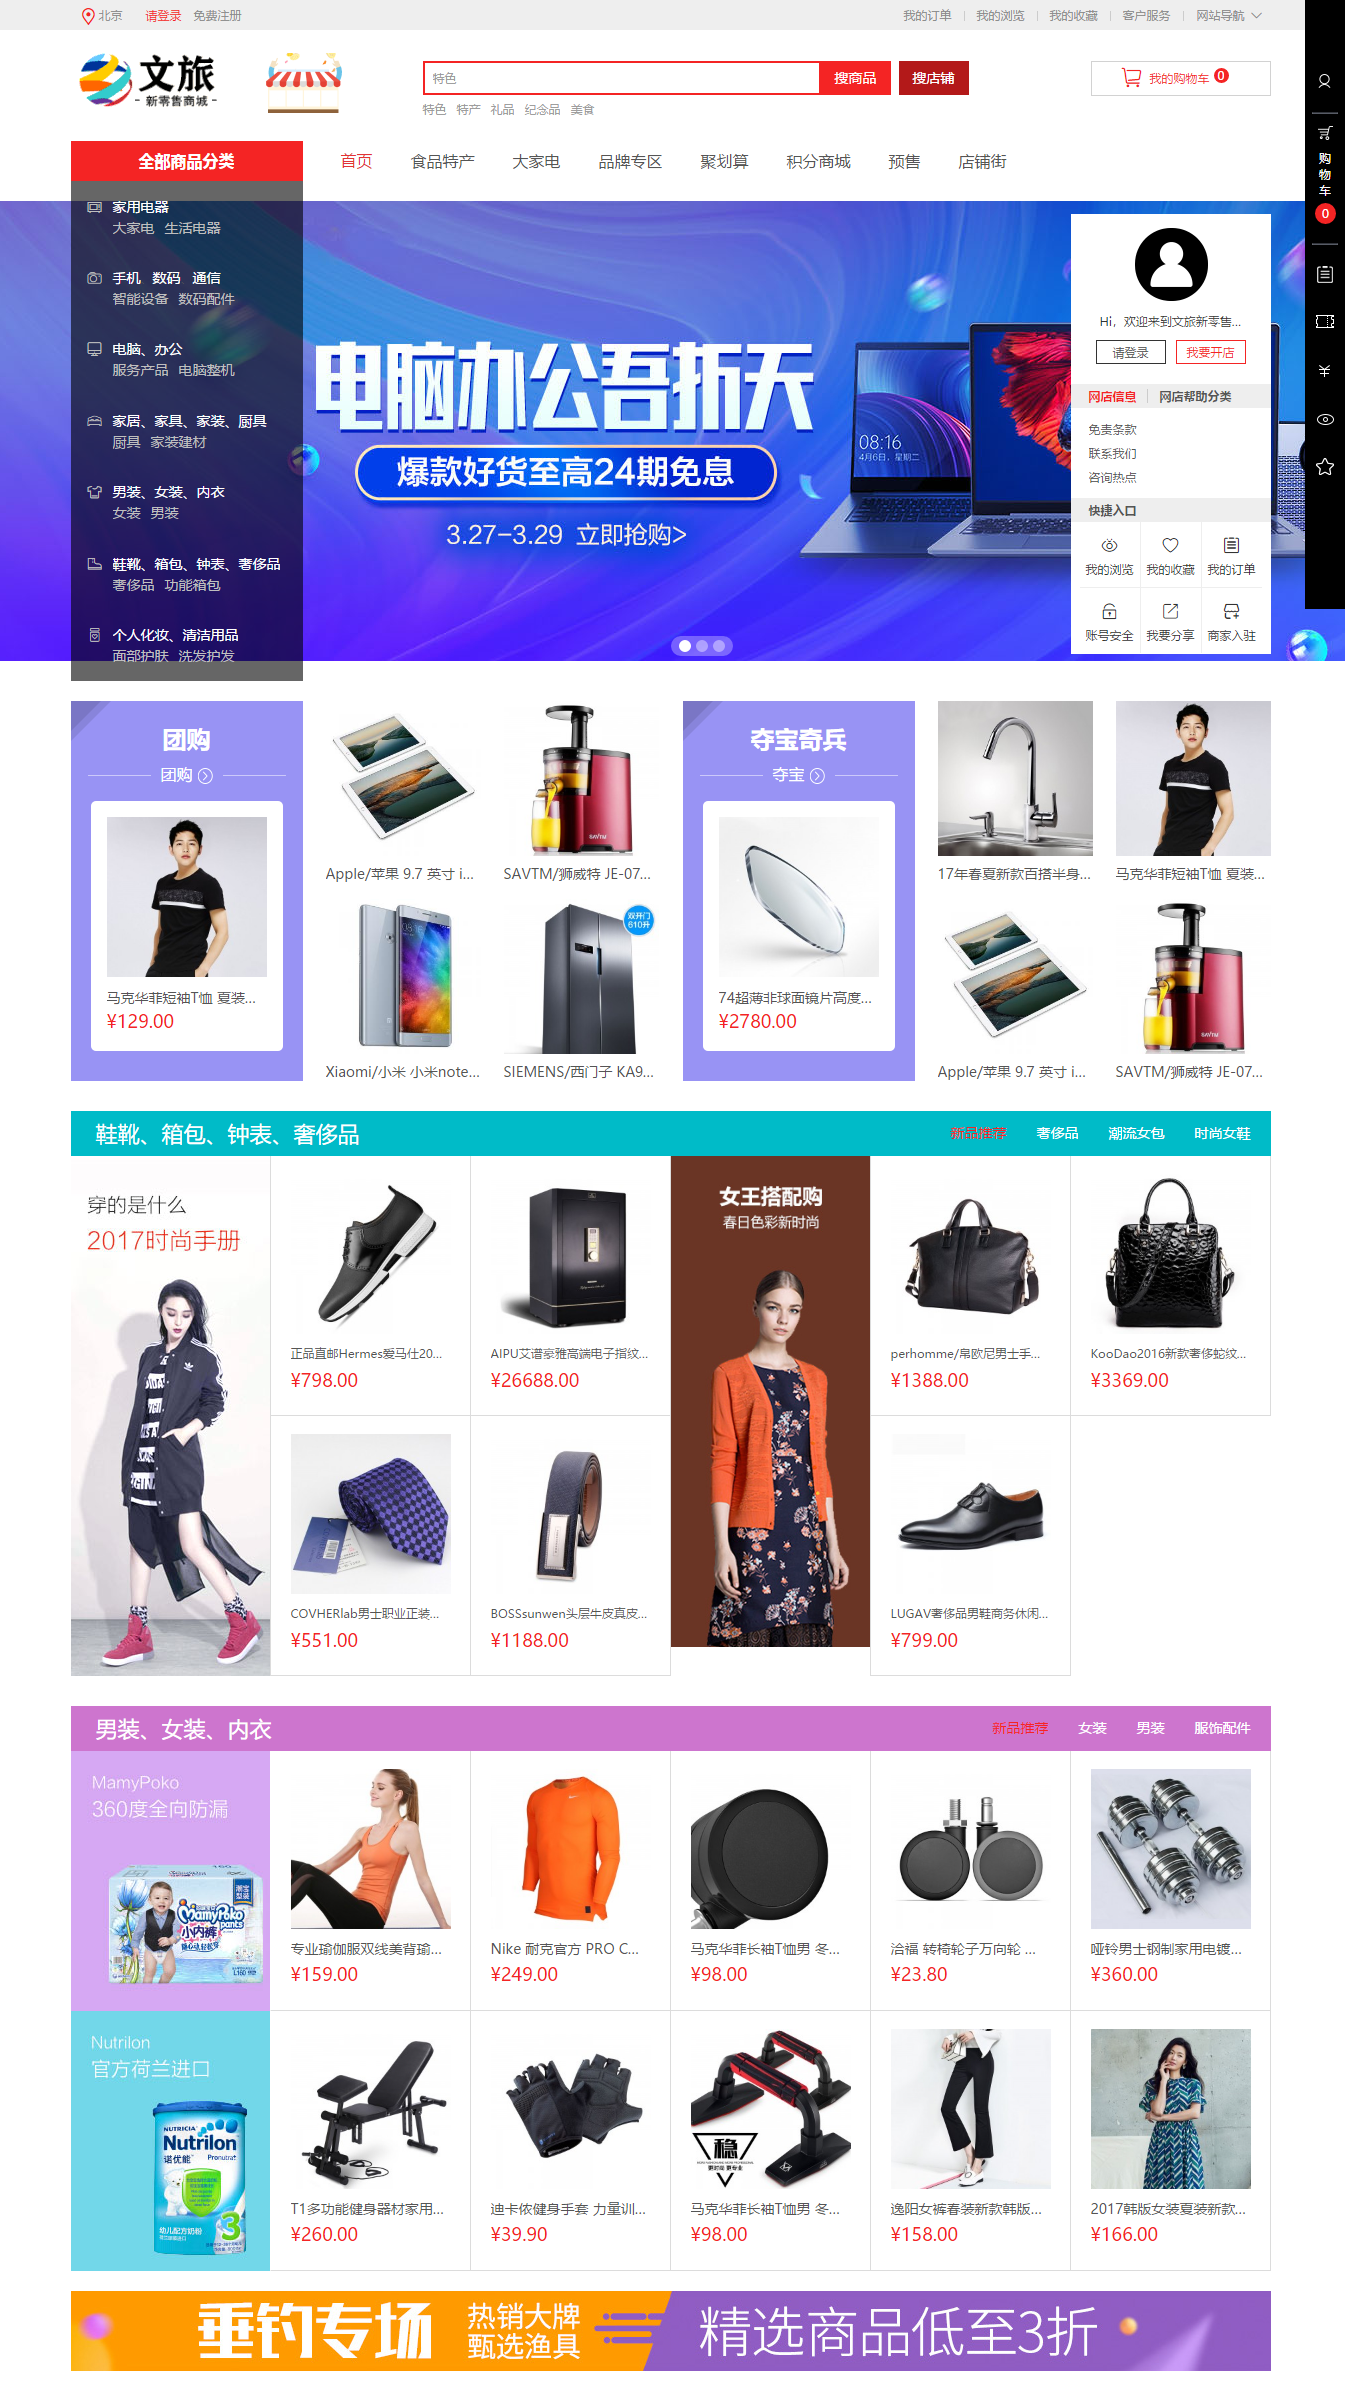 北京 请登录 免费注册
我的订单 我的浏览 我的收藏 客户服务 网站导航
文旅
- 新零售商城 -
特色 搜商品 搜店铺
特色 特产 礼品 纪念品 美食
我的购物车 0
全部商品分类 首页 食品特产 大家电 品牌专区 聚划算 积分商城 预售 店铺街
家用电器
大家电 生活电器
手机 数码 通信
智能设备 数码配件
电脑、办公
服务产品 电脑整机
家居、家具、家装、厨具
厨具 家装建材
男装、女装、内衣
女装 男装
鞋靴、箱包、钟表、奢侈品
奢侈品 功能箱包
个人化妆、清洁用品
面部护肤 洗发护发
电脑办公吾折天
爆款好货至高24期免息
3.27-3.29 立即抢购>
08:16
4月6日，星期二
Hi，欢迎来到文旅新零售...
请登录 我要开店
网店信息 网店帮助分类
免责条款
联系我们
咨询热点
快捷入口
我的浏览 我的收藏 我的订单
账号安全 我要分享 商家入驻
购物车
0
团购
团购
马克华菲短袖T恤 夏装...
¥129.00
Apple/苹果 9.7 英寸 i...
SAVTM/狮威特 JE-07...
双开门
610升
Xiaomi/小米 小米note...
SIEMENS/西门子 KA9...
夺宝奇兵
夺宝
74超薄非球面镜片高度...
¥2780.00
17年春夏新款百搭半身...
马克华菲短袖T恤 夏装...
Apple/苹果 9.7 英寸 i...
SAVTM/狮威特 JE-07...
鞋靴、箱包、钟表、奢侈品
新品推荐 奢侈品 潮流女包 时尚女鞋
穿的是什么
2017时尚手册
正品直邮Hermes爱马仕20...
¥798.00
AIPU艾谱豪雅高端电子指纹...
¥26688.00
女王搭配购
春日色彩新时尚
perhomme/帛欧尼男士手...
¥1388.00
KooDao2016新款奢侈蛇纹...
¥3369.00
COVHERlab男士职业正装...
¥551.00
BOSSsunwen头层牛皮真皮...
¥1188.00
LUGAV奢侈品男鞋商务休闲...
¥799.00
男装、女装、内衣
新品推荐 女装 男装 服饰配件
MamyPoko
360度全向防漏
MamyPoko
pants
小内裤
专业瑜伽服双线美背瑜...
¥159.00
Nike 耐克官方 PRO C...
¥249.00
马克华菲长袖T恤男 冬...
¥98.00
洽福 转椅轮子万向轮 ...
¥23.80
哑铃男士钢制家用电镀...
¥360.00
Nutrilon
官方荷兰进口
NUTRICIA
Nutrilon
诺优能
Pronutra
幼儿配方奶粉
3
T1多功能健身器材家用...
¥260.00
迪卡侬健身手套 力量训...
¥39.90
稳
更时尚 更专业
马克华菲长袖T恤男 冬...
¥98.00
逸阳女裤春装新款韩版...
¥158.00
2017韩版女装夏装新款...
¥166.00
垂钓专场
热销大牌
甄选渔具
精选商品低至3折